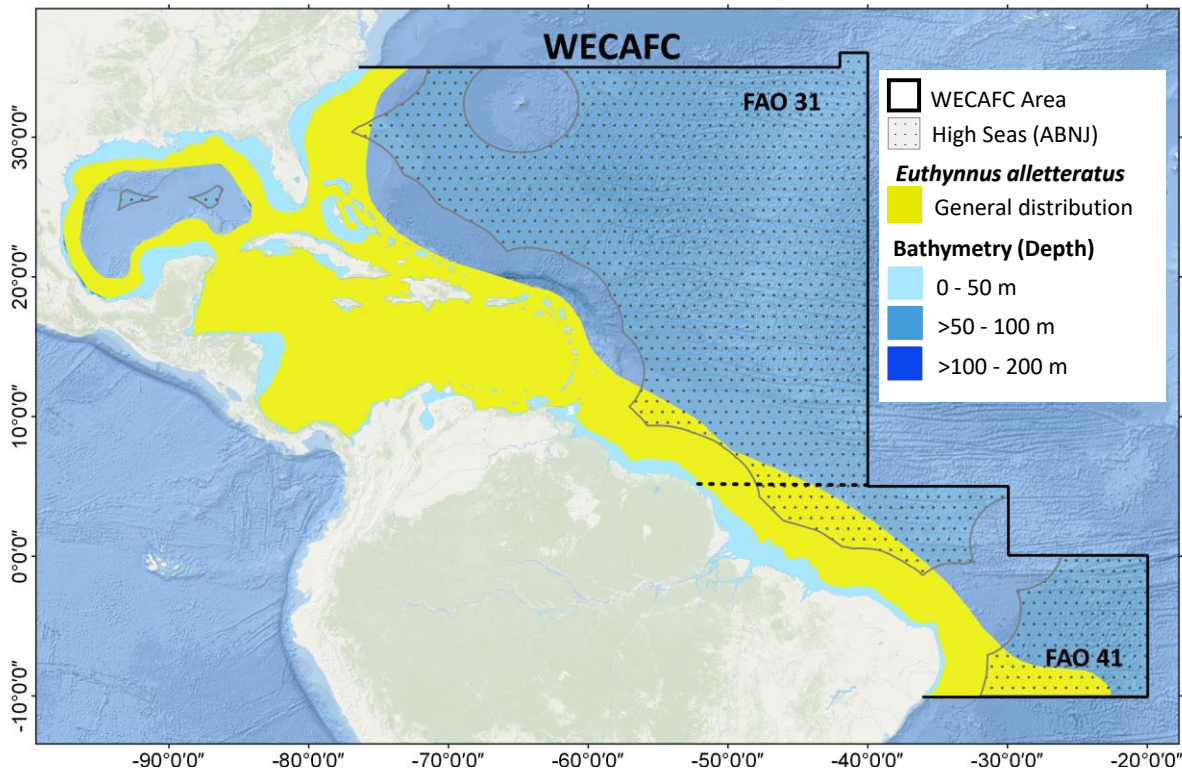 WECAFC
FAO 31
WECAFC Area
High Seas (ABNJ)
Euthynnus alletteratus
General distribution
Bathymetry (Depth)
0 - 50 m
>50 - 100 m
>100 - 200 m
FAO 41
30°0'0"
20°0'0"
10°0'0"
0°0'0"
-10°0'0"
-90°0'0"
-80°0'0"
-70°0'0"
-60°0'0"
-50°0'0"
-40°0'0"
-30°0'0"
-20°0'0"